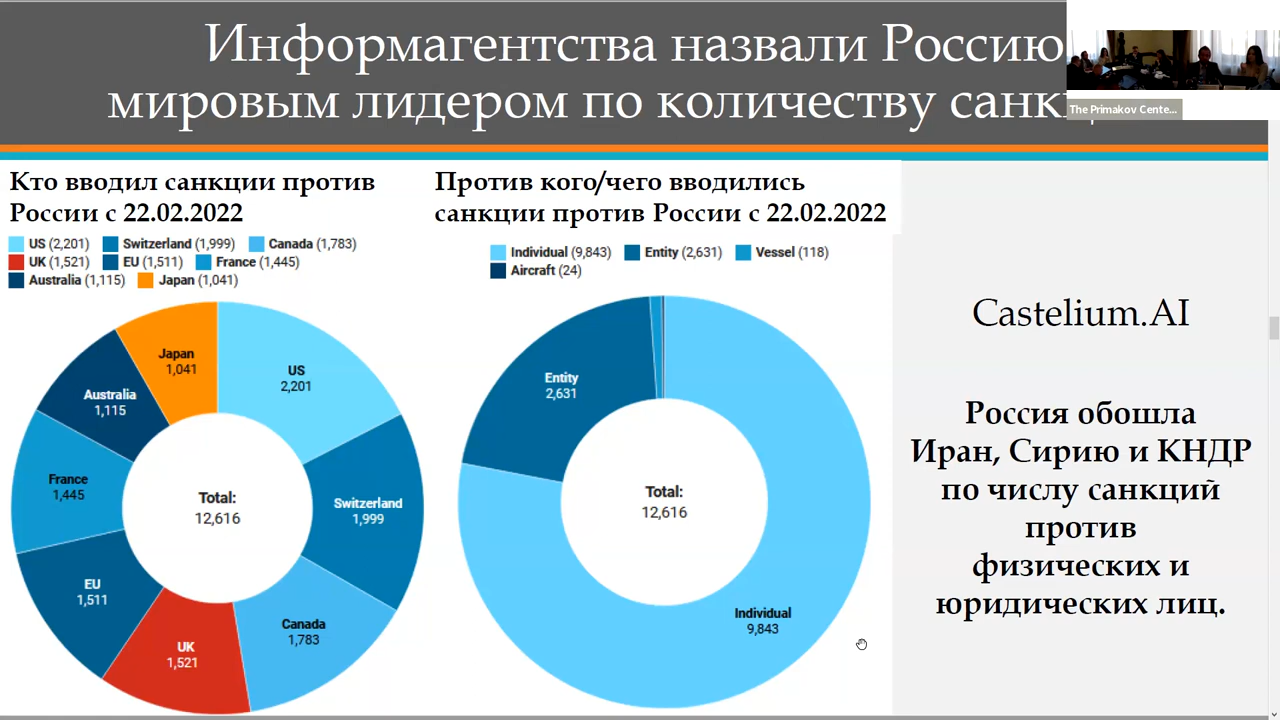 Информагентства назвали Россию
мировым лидером по количеству
The Primakov Cente...
Кто вводил санкции против
России с 22.02.2022
US (2,201) Switzerland (1,999) Canada (1,783)
UK (1,521) EU (1,511) France (1,445)
Australia (1,115) Japan (1,041)
Japan
1,041
US
2,201
Australia
1,115
France
1,445
Total:
12,616
Switzerland
1,999
EU
1,511
Canada
1,783
UK
1,521
Против кого/чего вводились
санкции против России с 22.02.2022
Individual (9,843) Entity (2,631) Vessel (118)
Aircraft (24)
Entity
2,631
Total:
12,616
Individual
9,843
Castelium.AI
Россия обошла
Иран, Сирию и КНДР
по числу санкций
против
физических и
юридических лиц.